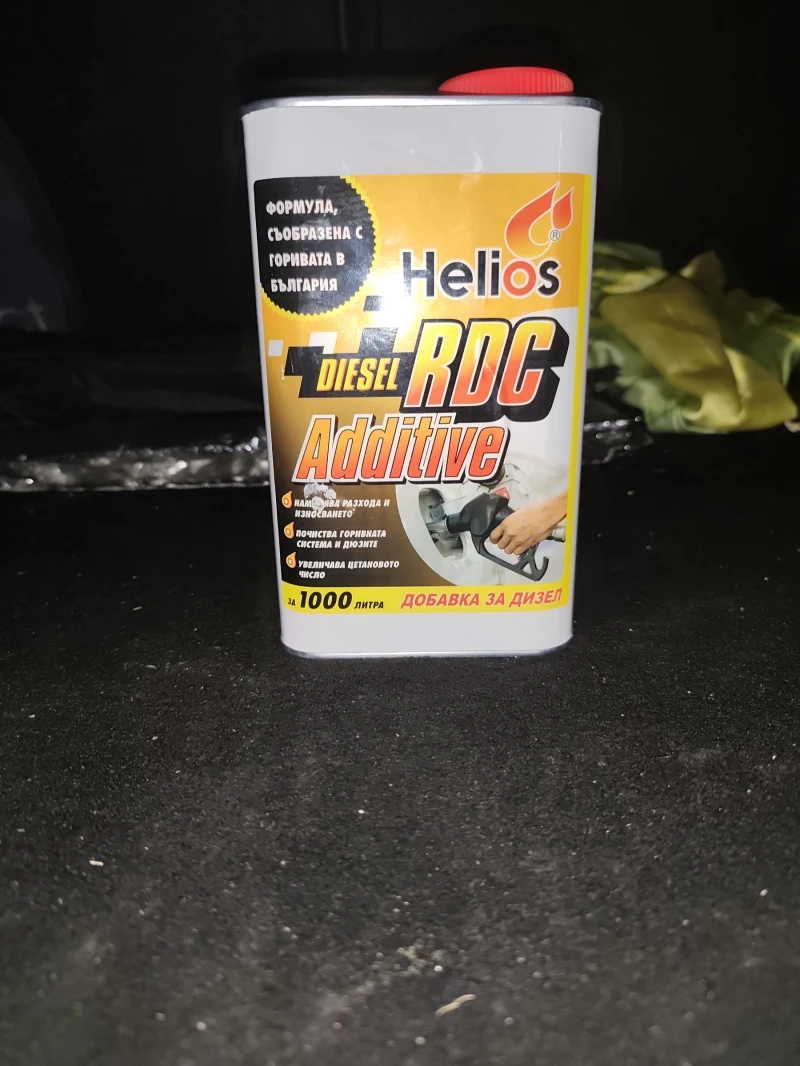 ФОРМУЛА,
СЪОБРАЗЕНА С
ГОРИВАТА В
БЪЛГАРИЯ
Helios
®
DIESEL RDC
Additive
РАЗХОДА И
ИЗНОСВАНЕТО
ПОЧИСТВА ГОРИВНАТА
СИСТЕМА И ДЮЗИТЕ
УВЕЛИЧАВА ЦЕТАНОВОТО
ЧИСЛО
ЗА 1000 ЛИТРА
ДОБАВКА ЗА ДИЗЕЛ